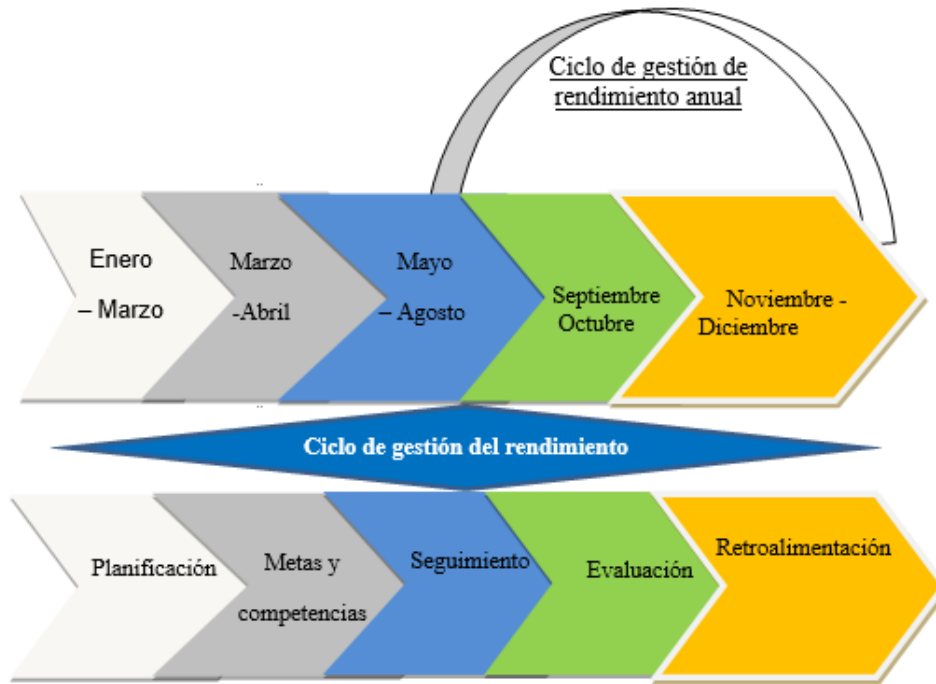 Ciclo de gestión de
rendimiento anual
Enero
– Marzo
Marzo
-Abril
Mayo
– Agosto
Septiembre
Octubre
Noviembre -
Diciembre
Ciclo de gestión del rendimiento
Planificación
Metas y
competencias
Seguimiento
Evaluación
Retroalimentación